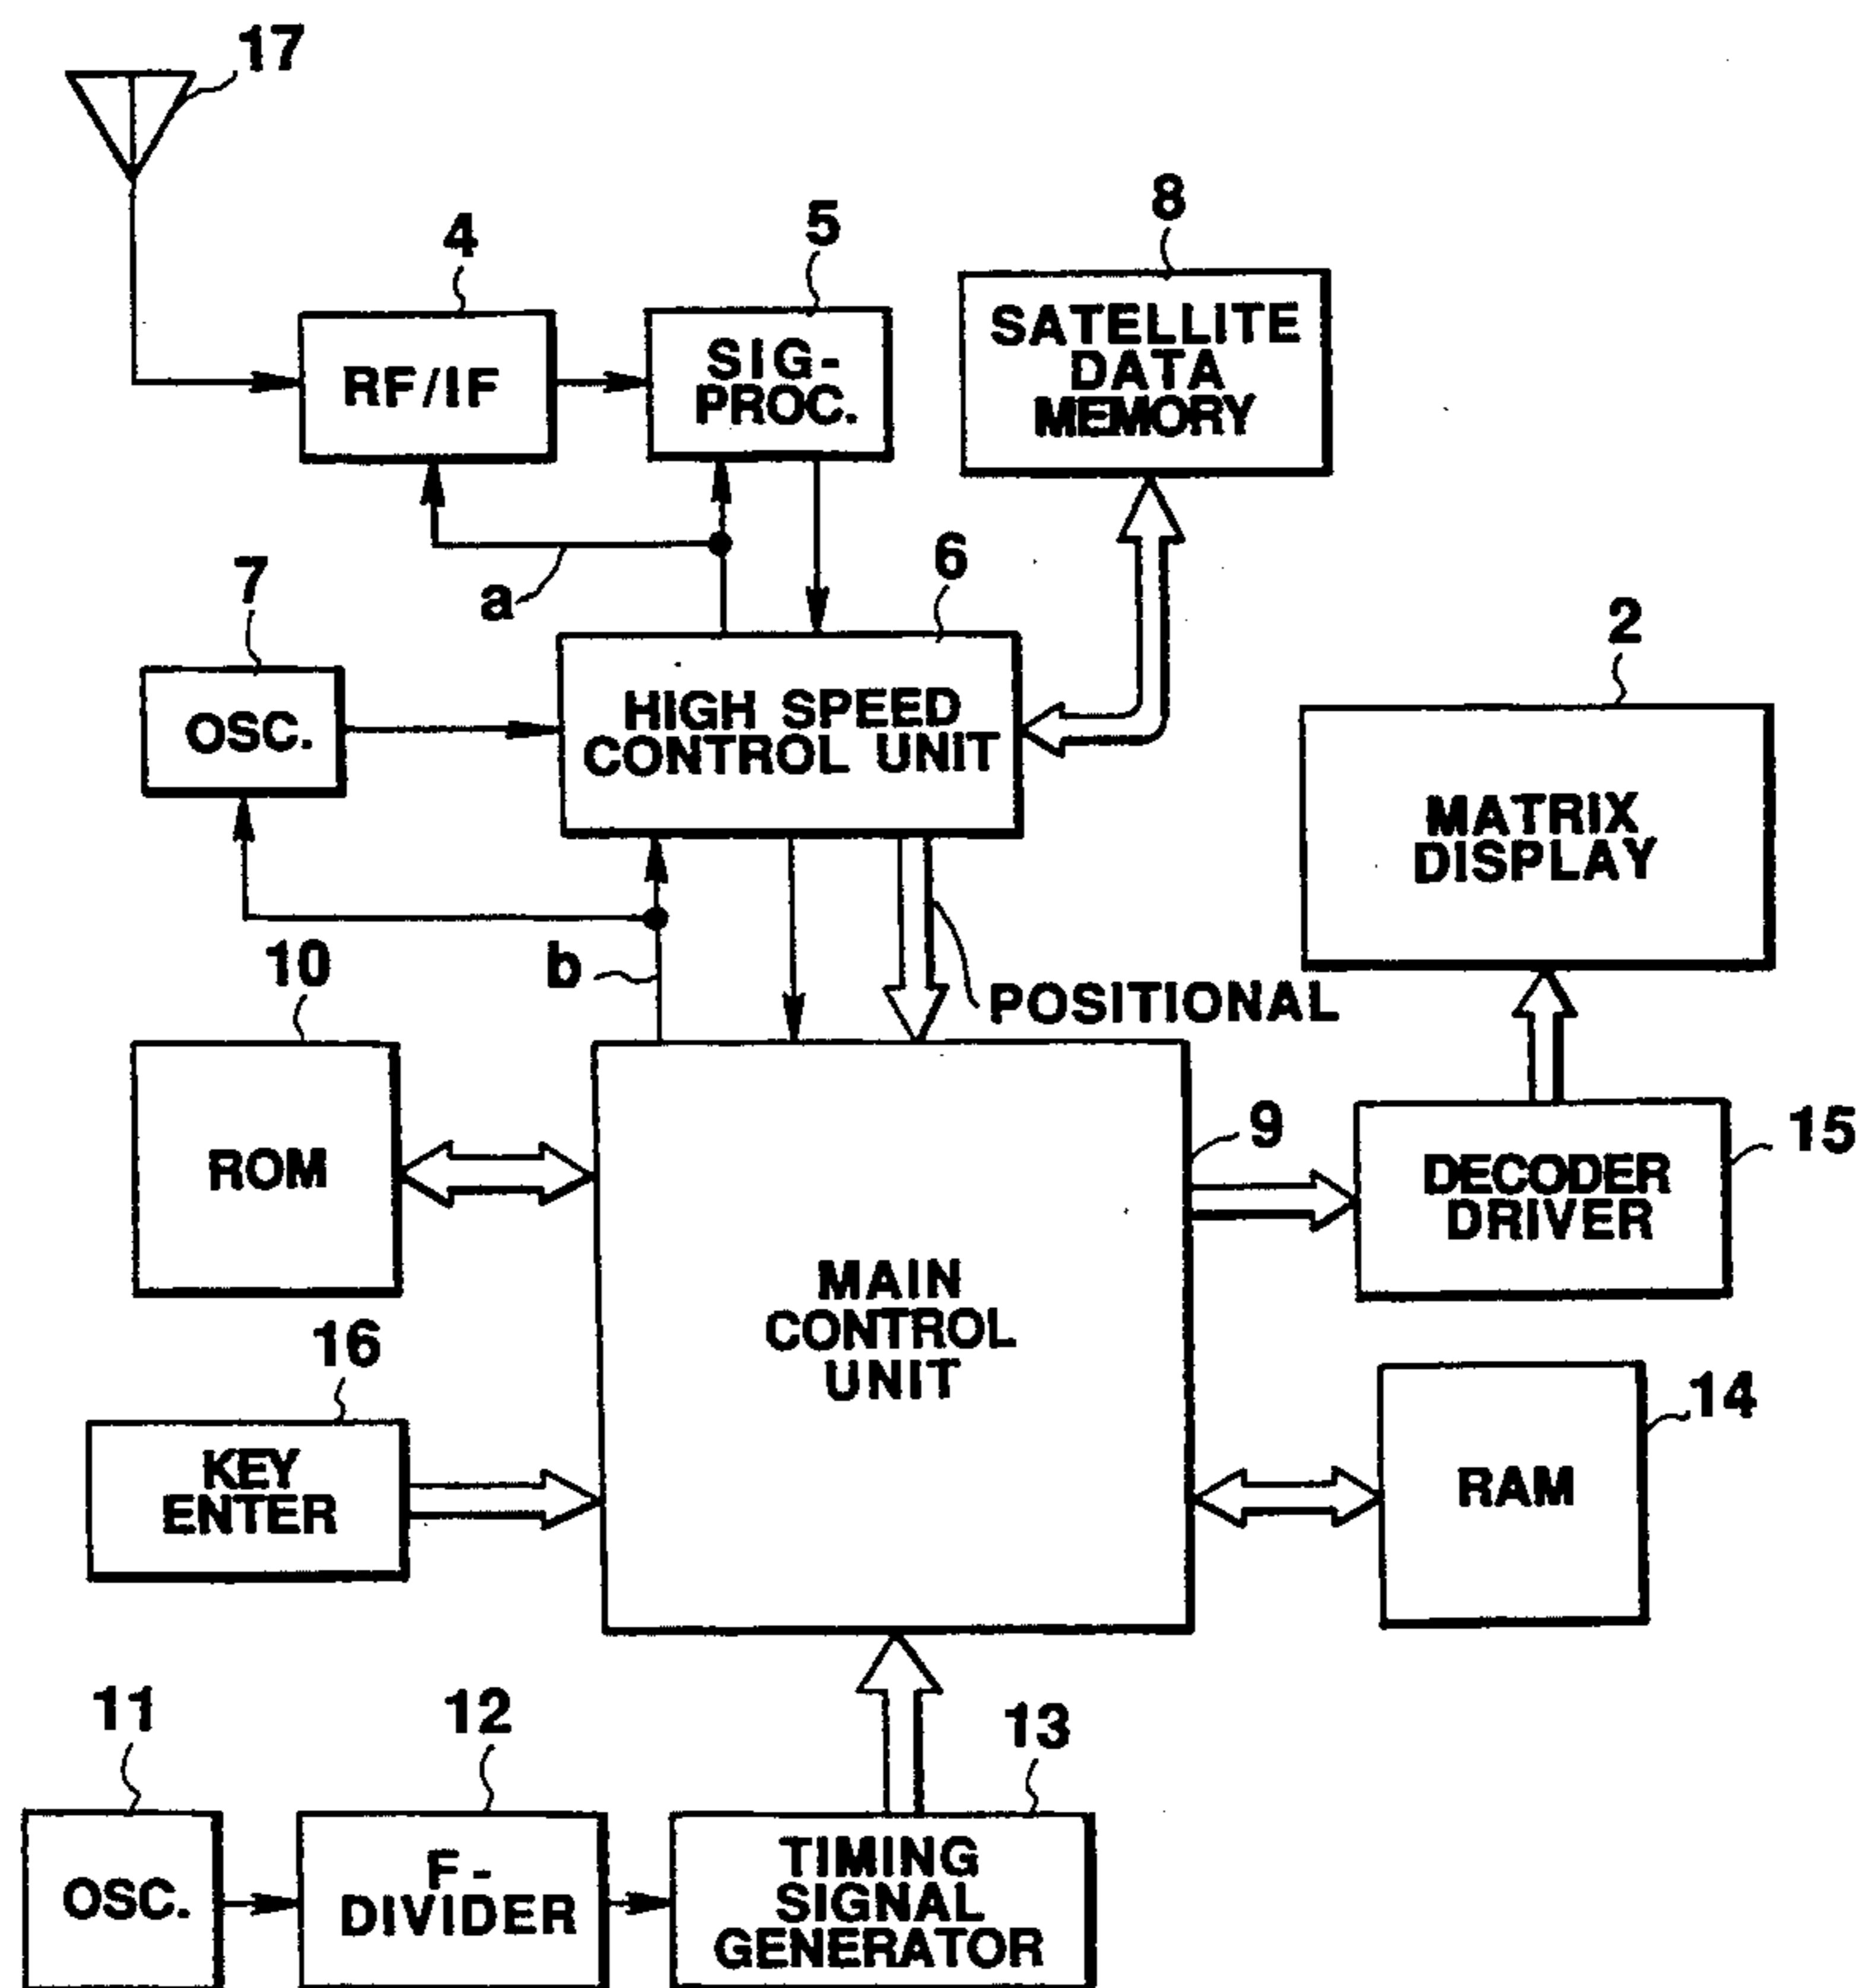 17
4
5
8
RF/IF
SIG-
PROC.
SATELLITE
DATA
MEMORY
a
7
6
2
OSC.
HIGH SPEED
CONTROL UNIT
MATRIX
DISPLAY
10
b
POSITIONAL
ROM
9
15
DECODER
DRIVER
MAIN
CONTROL
UNIT
16
14
KEY
ENTER
RAM
11
12
13
OSC.
F-
DIVIDER
TIMING
SIGNAL
GENERATOR